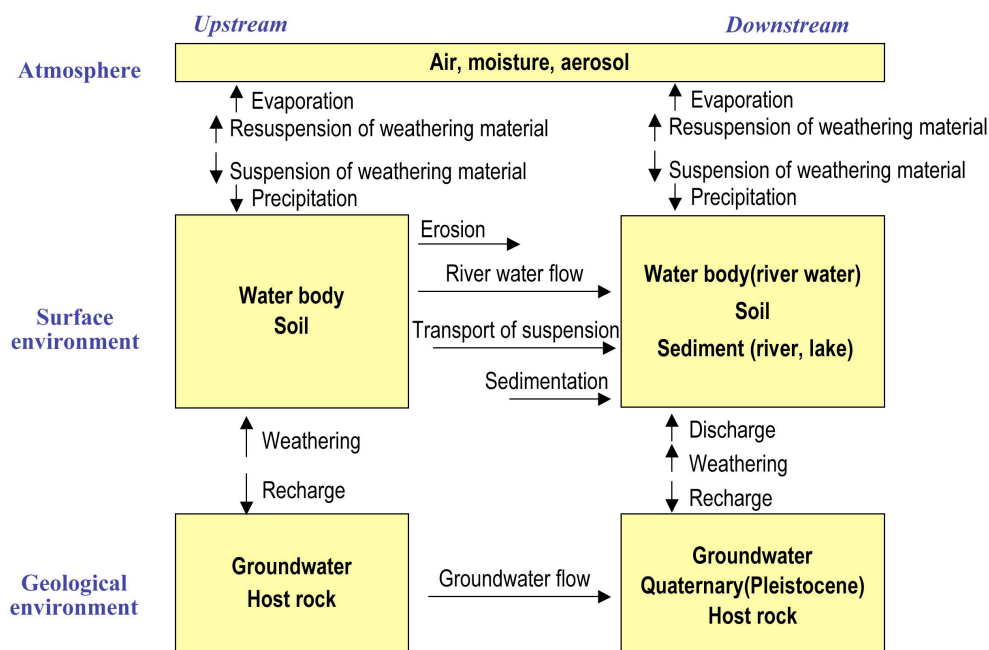 Upstream
Downstream
Atmosphere
Air, moisture, aerosol
Evaporation
Resuspension of weathering material
Suspension of weathering material
Precipitation
Evaporation
Resuspension of weathering material
Suspension of weathering material
Precipitation
Surface
environment
Water body
Soil
Erosion
River water flow
Transport of suspension
Sedimentation
Water body(river water)
Soil
Sediment (river, lake)
Weathering
Recharge
Discharge
Weathering
Recharge
Geological
environment
Groundwater
Host rock
Groundwater flow
Groundwater
Quaternary(Pleistocene)
Host rock